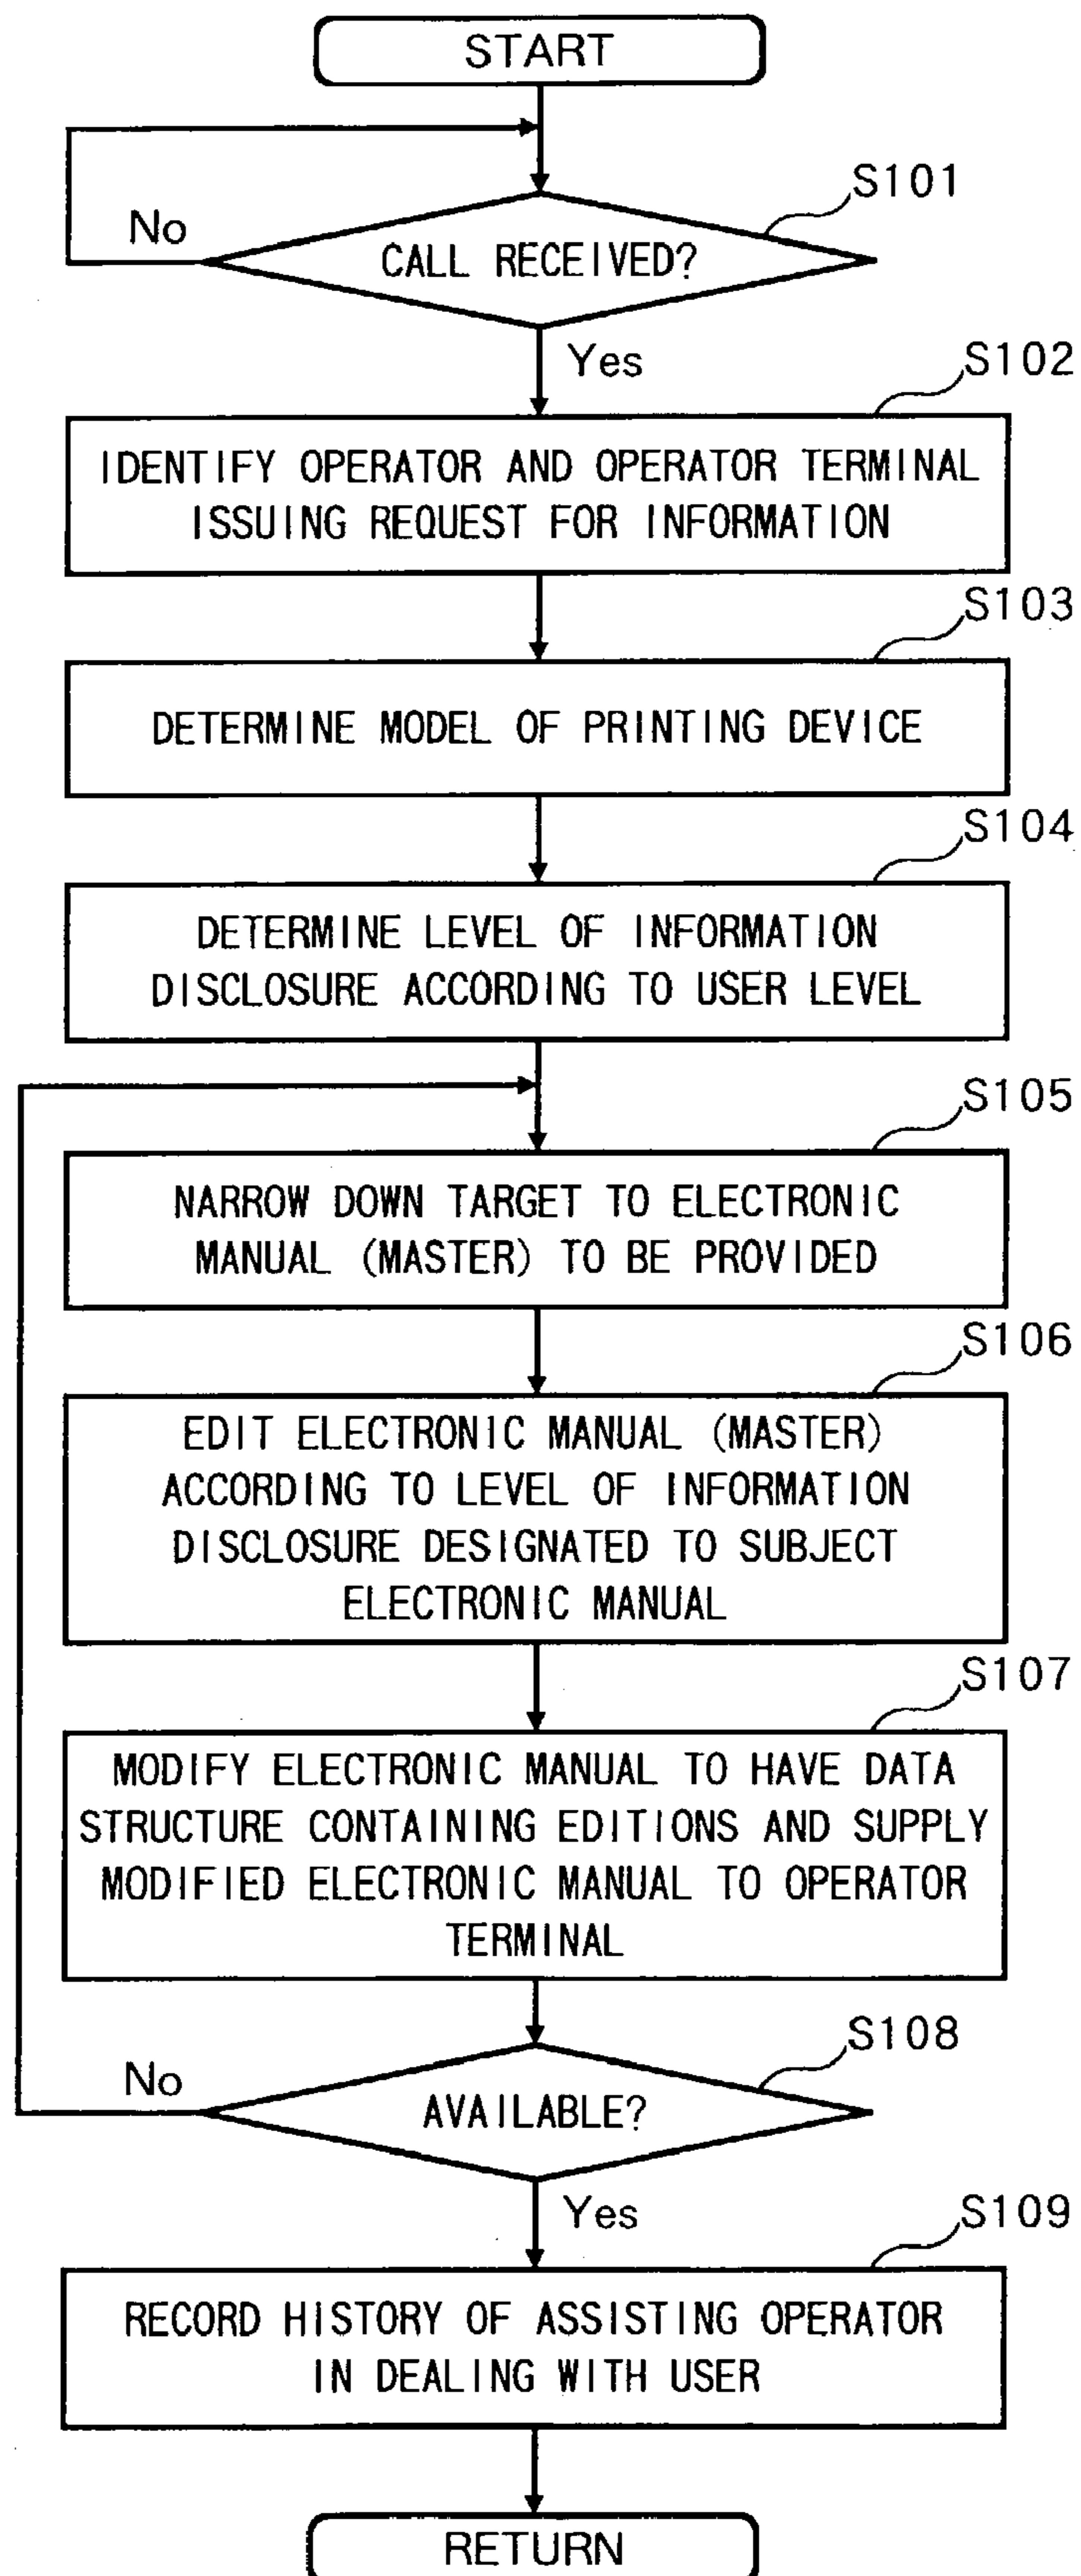 START
S101
No
CALL RECEIVED?
Yes
S102
IDENTIFY OPERATOR AND OPERATOR TERMINAL
ISSUING REQUEST FOR INFORMATION
S103
DETERMINE MODEL OF PRINTING DEVICE
S104
DETERMINE LEVEL OF INFORMATION
DISCLOSURE ACCORDING TO USER LEVEL
S105
NARROW DOWN TARGET TO ELECTRONIC
MANUAL (MASTER) TO BE PROVIDED
S106
EDIT ELECTRONIC MANUAL (MASTER)
ACCORDING TO LEVEL OF INFORMATION
DISCLOSURE DESIGNATED TO SUBJECT
ELECTRONIC MANUAL
S107
MODIFY ELECTRONIC MANUAL TO HAVE DATA
STRUCTURE CONTAINING EDITIONS AND SUPPLY
MODIFIED ELECTRONIC MANUAL TO OPERATOR
TERMINAL
S108
No
AVAILABLE?
Yes
S109
RECORD HISTORY OF ASSISTING OPERATOR
IN DEALING WITH USER
RETURN